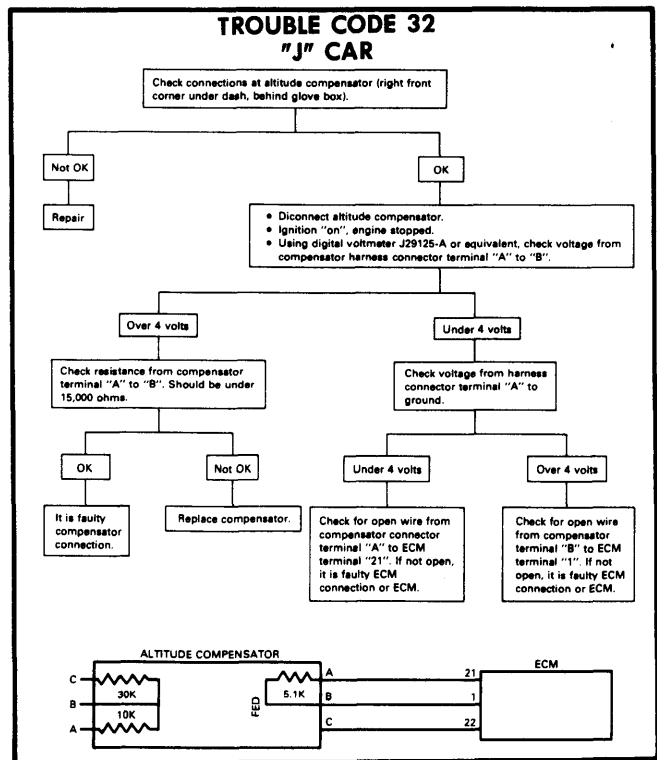 TROUBLE CODE 32
"J" CAR
Check connections at altitude compensator (right front
corner under dash, behind glove box).
Not OK
OK
Repair
• Diconnect altitude compensator.
• Ignition "on", engine stopped.
• Using digital voltmeter J29125-A or equivalent, check voltage from
compensator harness connector terminal "A" to "B".
Over 4 volts
Under 4 volts
Check resistance from compensator
terminal "A" to "B". Should be under
15,000 ohms.
Check voltage from harness
connector terminal "A" to
ground.
OK
Not OK
Under 4 volts
Over 4 volts
It is faulty
compensator
connection.
Replace compensator.
Check for open wire from
compensator connector
terminal "A" to ECM
terminal "21". If not open,
it is faulty ECM
connection or ECM.
Check for open wire
from compensator
terminal "B" to ECM
terminal "1". If not
open, it is faulty ECM
connection or ECM.
ALTITUDE COMPENSATOR
ECM
C
30K
B
10K
A
FED
5.1K
A
21
B
1
C
22